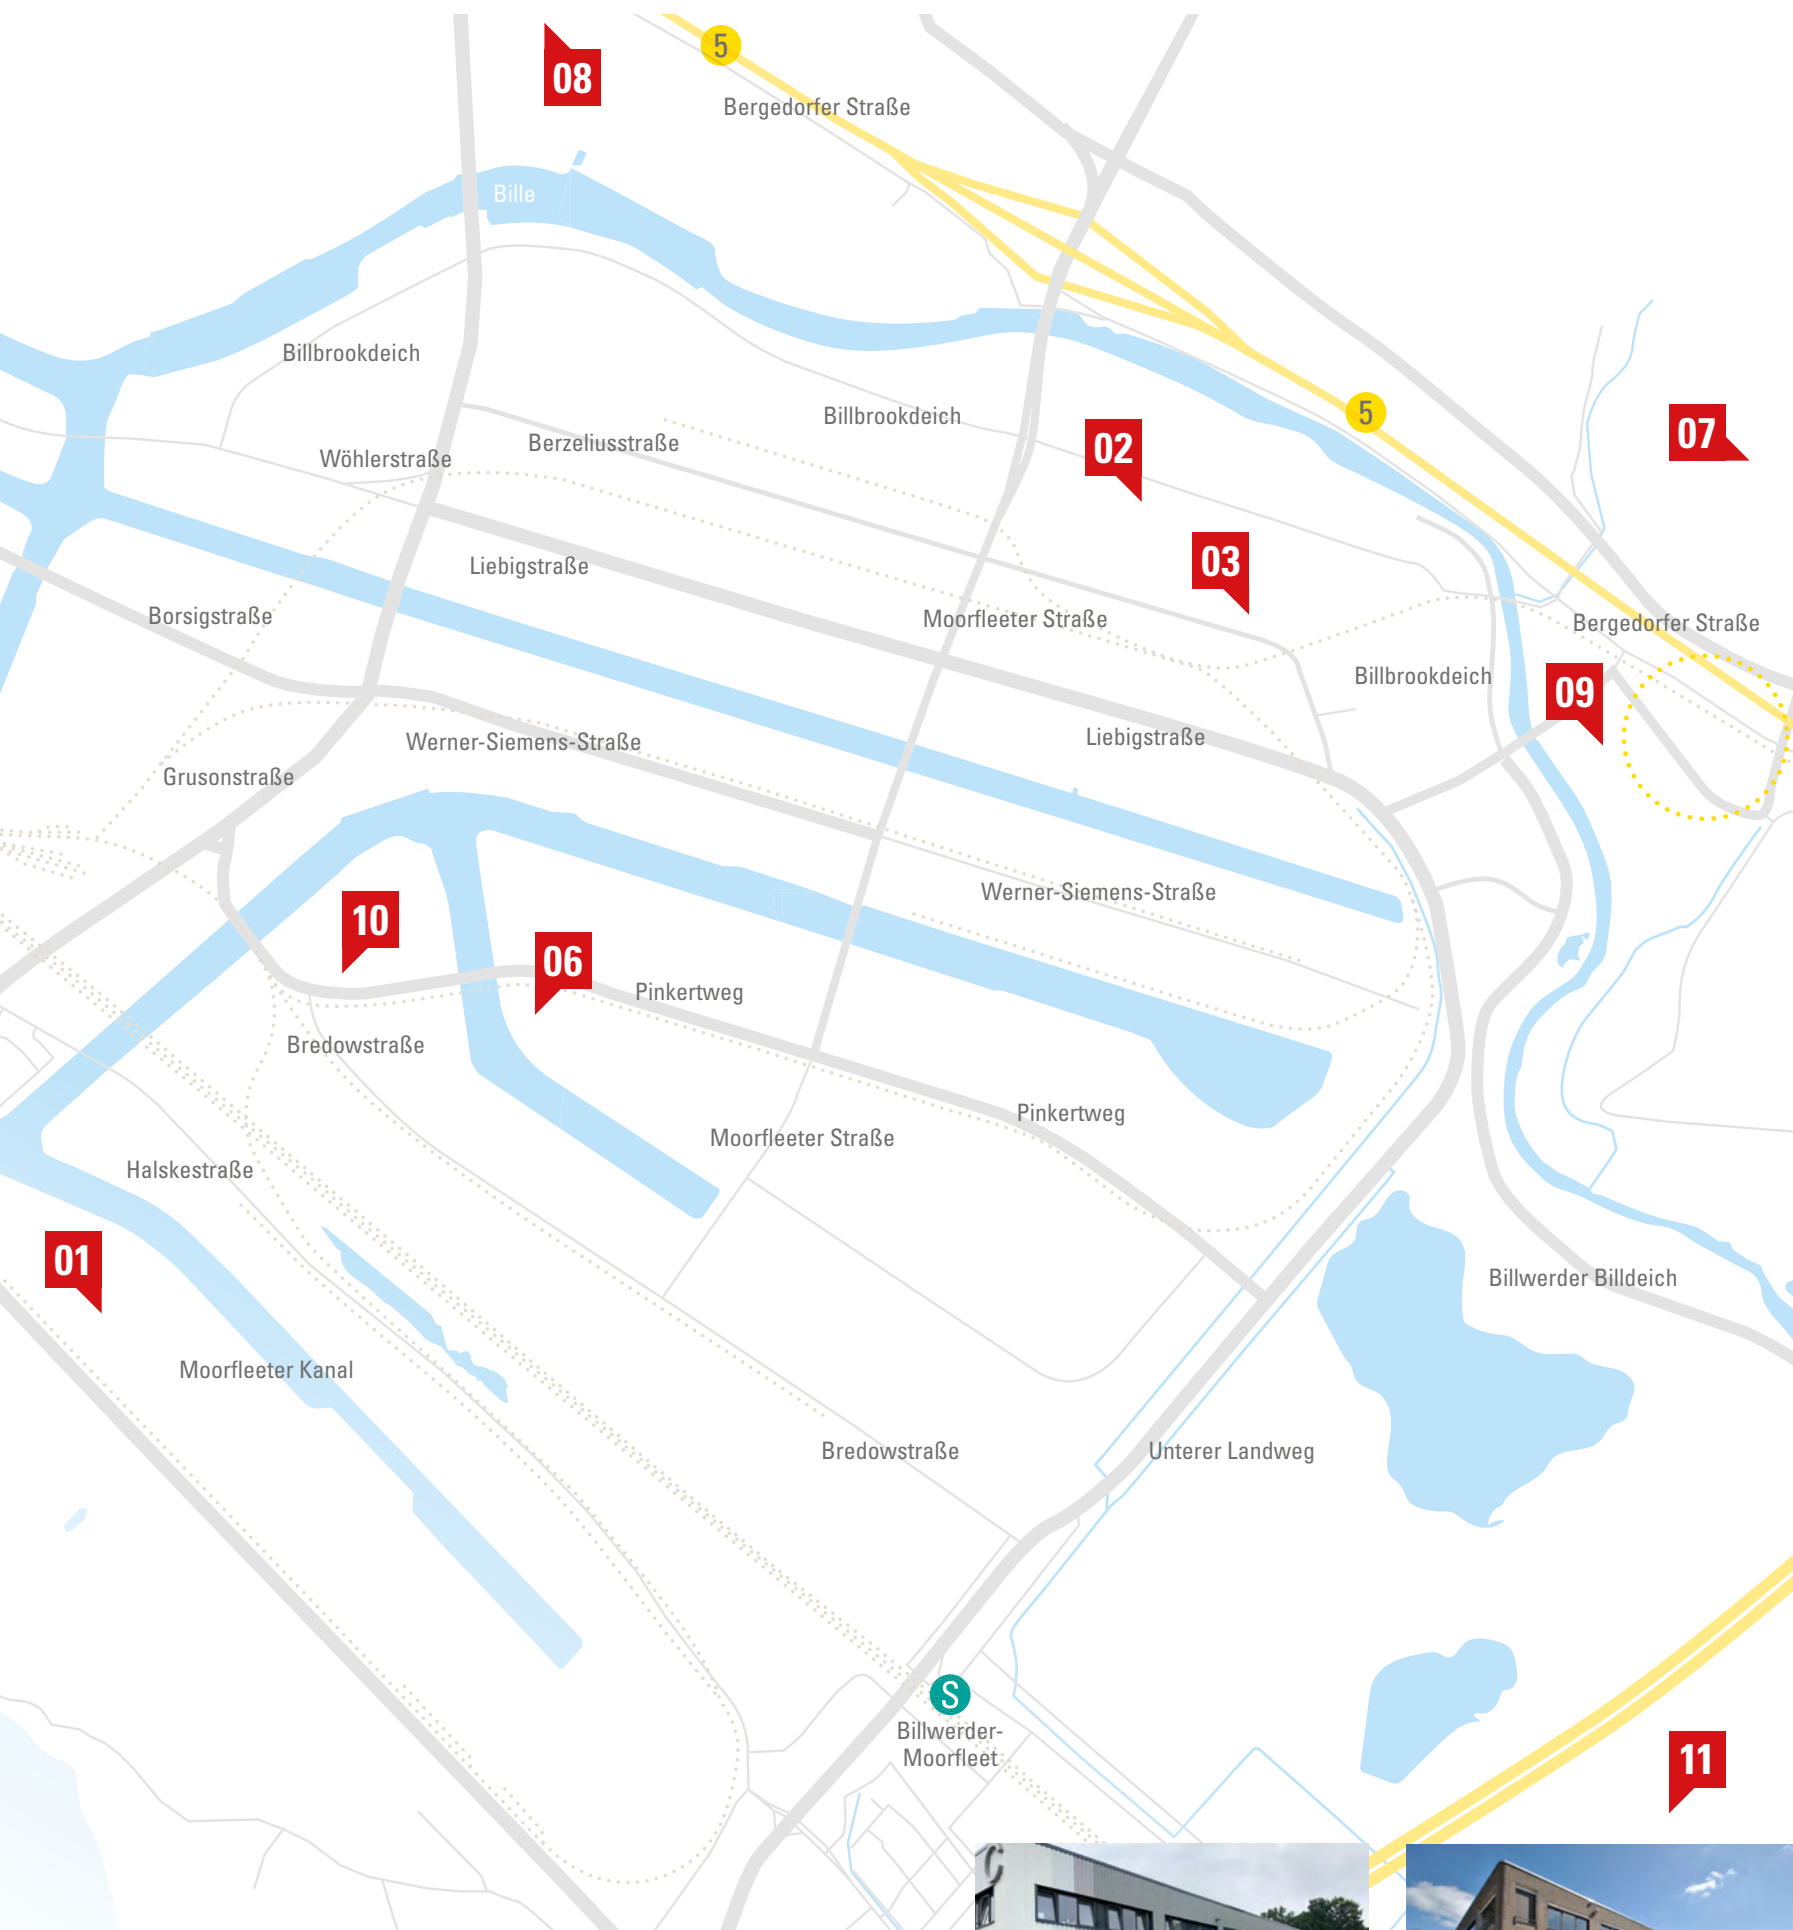 5
08
Bergedorfer Straße
Bille
Billbrookdeich
5
Billbrookdeich
02
07
Berzeliusstraße
Wöhlerstraße
03
Liebigstraße
Borsigstraße
Moorfleeter Straße
Bergedorfer Straße
Billbrookdeich
09
Werner-Siemens-Straße
Liebigstraße
Grusonstraße
Werner-Siemens-Straße
10
06
Pinkertweg
Bredowstraße
Pinkertweg
Moorfleeter Straße
Halskestraße
01
Billwerder Billdeich
Moorfleeter Kanal
Bredowstraße
Unterer Landweg
S
Billwerder-
Moorfleet
11
C